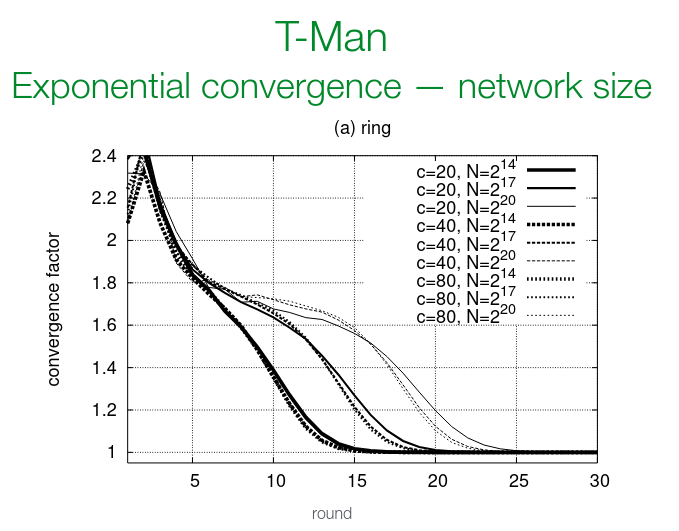 T-Man
Exponential convergence — network size
(a) ring
convergence factor
2.4
2.2
2
1.8
1.6
1.4
1.2
1
c=20, N=2^14
c=20, N=2^17
c=20, N=2^20
c=40, N=2^14
c=40, N=2^17
c=40, N=2^20
c=80, N=2^14
c=80, N=2^17
c=80, N=2^20
5 10 15 20 25 30
round